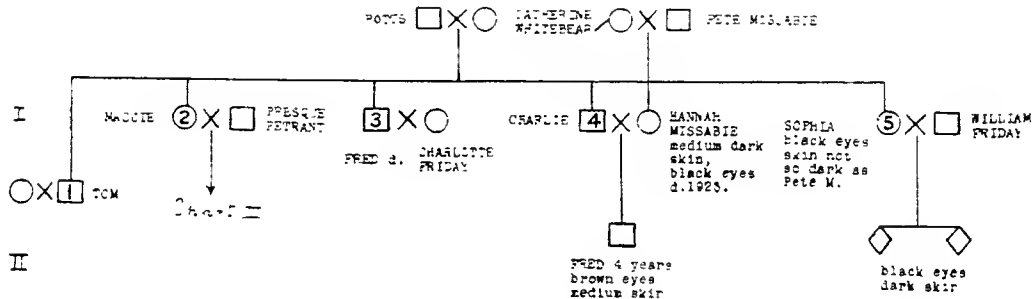 POTTS
CATHERINE
WHITEBEAR
PETE MISSABIE
I
MAGGIE
2
PRESQUE
PETRANT
3
FRED d.
CHARLOTTE
FRIDAY
CHARLIE
4
HANNAH
MISSABIE
medium dark
skin,
black eyes
d.1923.
SOPHIA
black eyes
skin not
so dark as
Pete M.
5
WILLIAM
FRIDAY
1
TOM
Chart III
II
FRED 4 years
brown eyes
medium skin
black eyes
dark skin